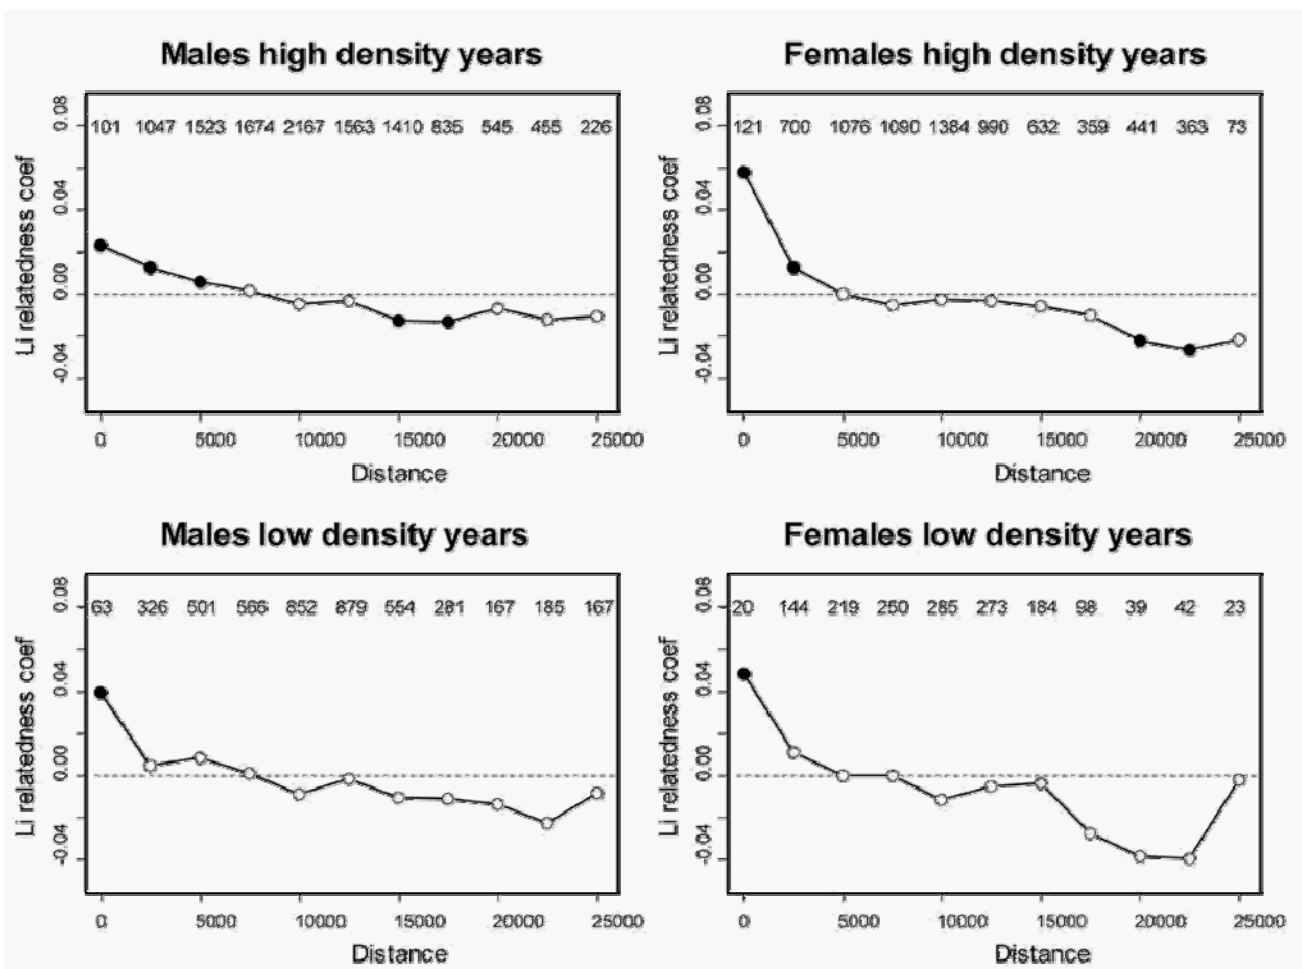 Males high density years
101 1047 1523 1674 2167 1563 1410 835 545 455 226
Li relatedness coef
0.08
0.04
0.00
-0.04
0 5000 10000 15000 20000 25000
Distance
Females high density years
121 700 1076 1090 1384 990 632 359 441 363 73
Li relatedness coef
0.08
0.04
0.00
-0.04
0 5000 10000 15000 20000 25000
Distance
Males low density years
63 326 501 566 852 879 554 281 167 185 167
Li relatedness coef
0.08
0.04
0.00
-0.04
0 5000 10000 15000 20000 25000
Distance
Females low density years
20 144 219 250 285 273 184 98 39 42 23
Li relatedness coef
0.08
0.04
0.00
-0.04
0 5000 10000 15000 20000 25000
Distance